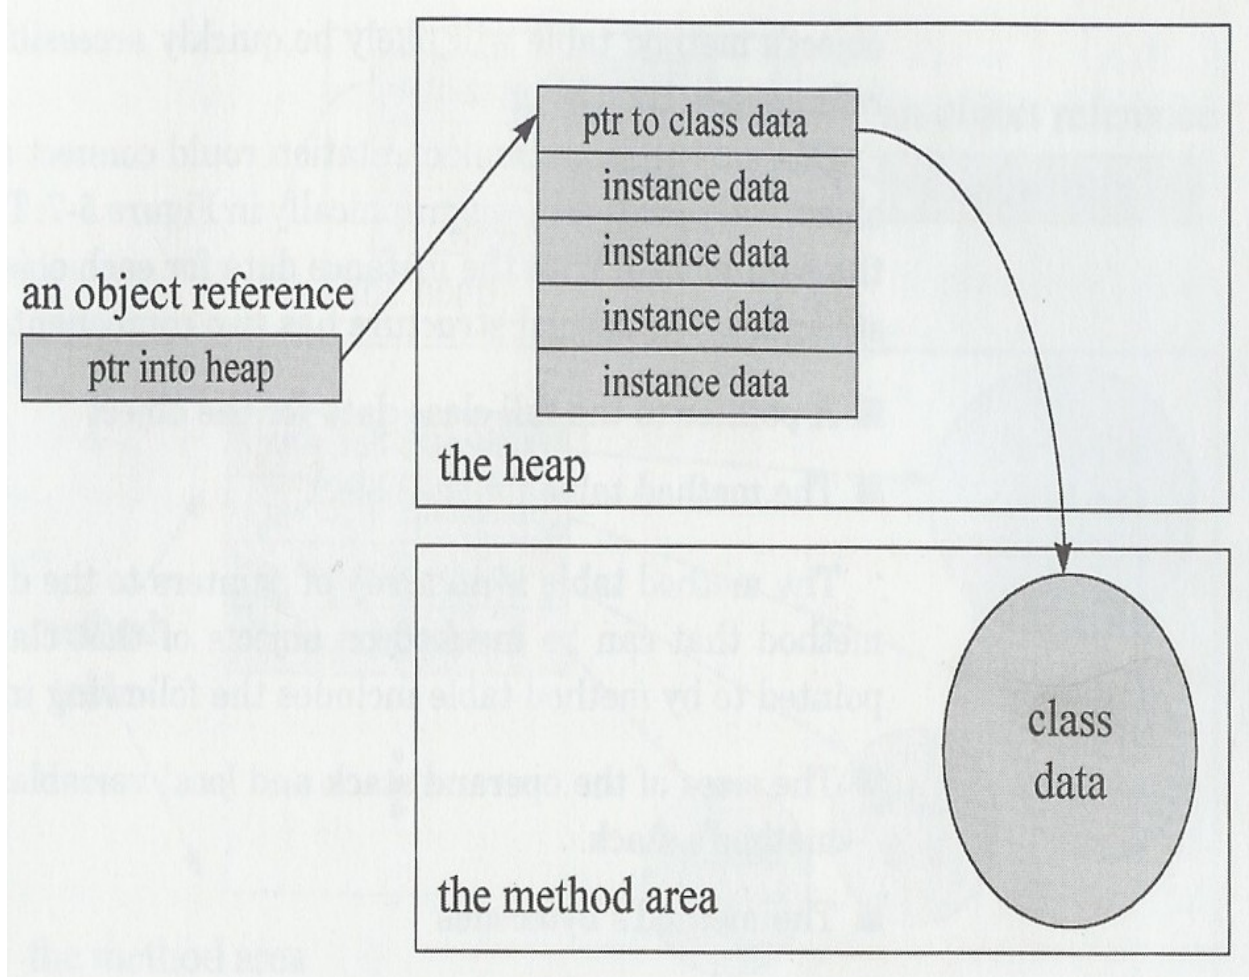 ptr to class data
instance data
instance data
instance data
instance data
an object reference
ptr into heap
the heap
class
data
the method area